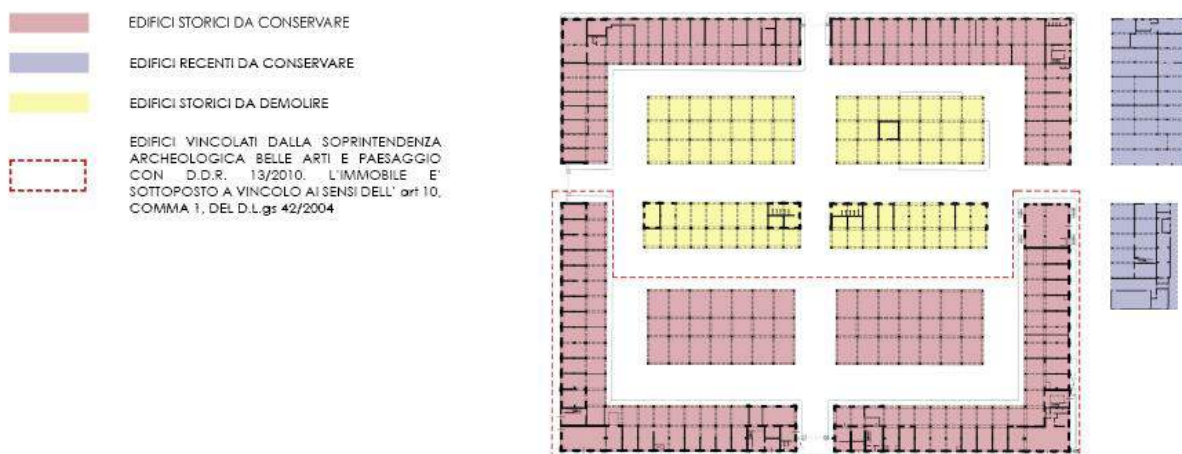 EDIFICI STORICI DA CONSERVARE
EDIFICI RECENTI DA CONSERVARE
EDIFICI STORICI DA DEMOLIRE
EDIFICI VINCOLATI DALLA SOPRINTENDENZA
ARCHEOLOGICA BELLE ARTI E PAESAGGIO
CON D.D.R. 13/2010. L'IMMOBILE E'
SOTTOPOSTO A VINCOLO AI SENSI DELL' art 10,
COMMA 1, DEL D.L.gs 42/2004